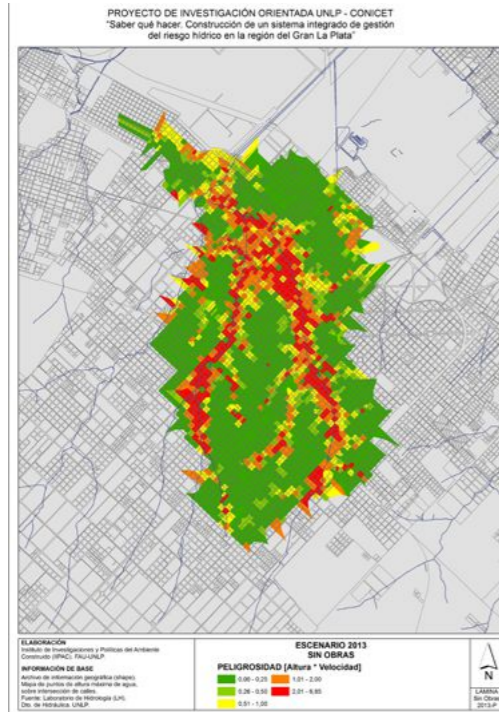 PROYECTO DE INVESTIGACIÓN ORIENTADA UNLP - CONICET
"Saber qué hacer. Construcción de un sistema integrado de gestión
del riesgo hídrico en la región del Gran La Plata"
ELABORACIÓN
Instituto de Investigaciones y Políticas del Ambiente
Construido (IIPAC), FAU-UNLP.
INFORMACIÓN DE BASE
Archivo de información geográfica (shape).
Mapa de puntos de altura máxima de agua,
sobre intersección de calles.
Fuente: Laboratorio de Hidrología (LH),
Dto. de Hidráulica. UNLP.
ESCENARIO 2013
SIN OBRAS
PELIGROSIDAD [Altura * Velocidad]
0,06 - 0,25
0,26 - 0,50
0,51 - 1,00
1,01 - 2,00
2,01 - 8,85
N
LAMINA
Sin Obras
2013-P